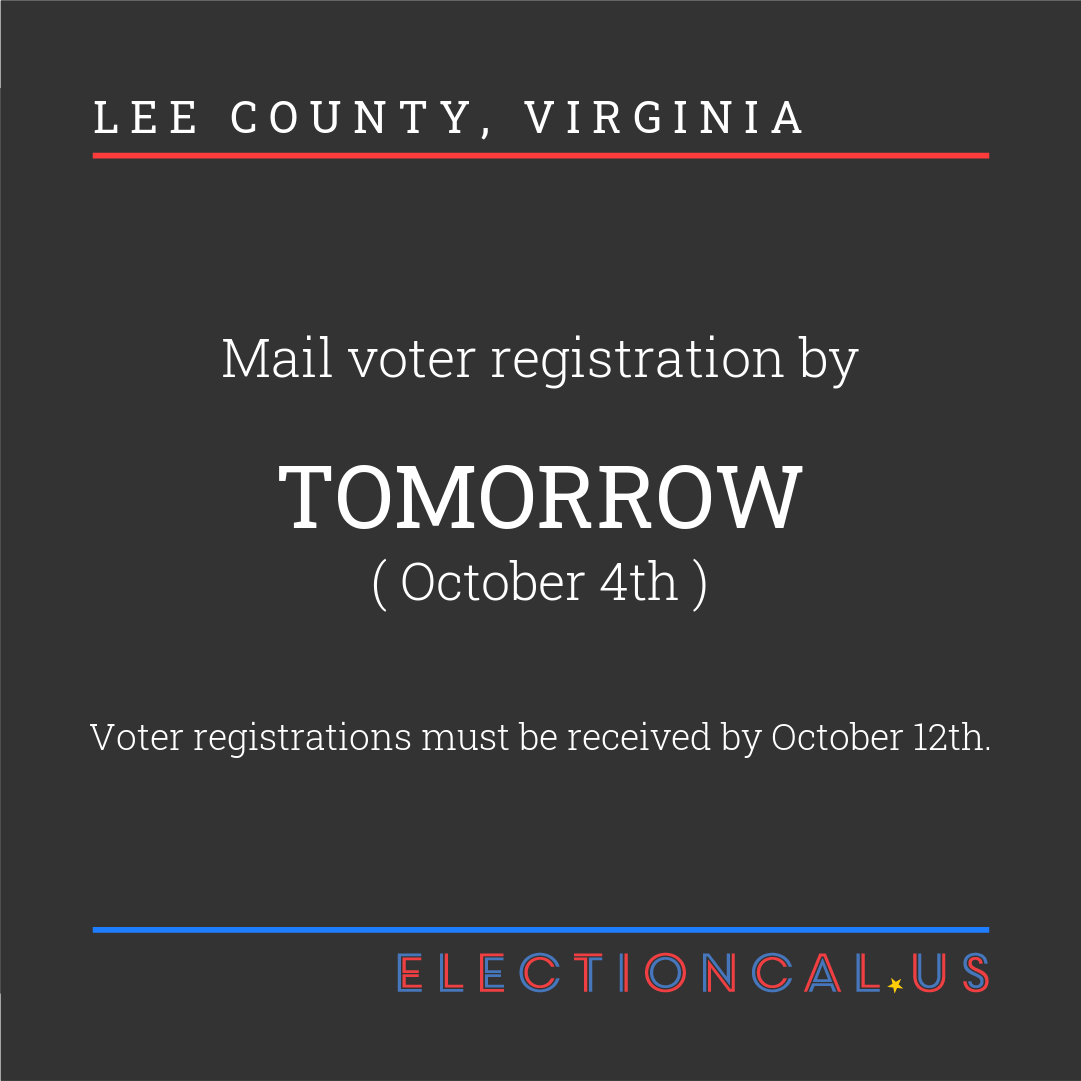 LEE COUNTY, VIRGINIA
Mail voter registration by
TOMORROW
( October 4th )
Voter registrations must be received by October 12th.
ELECTIONCAL.US